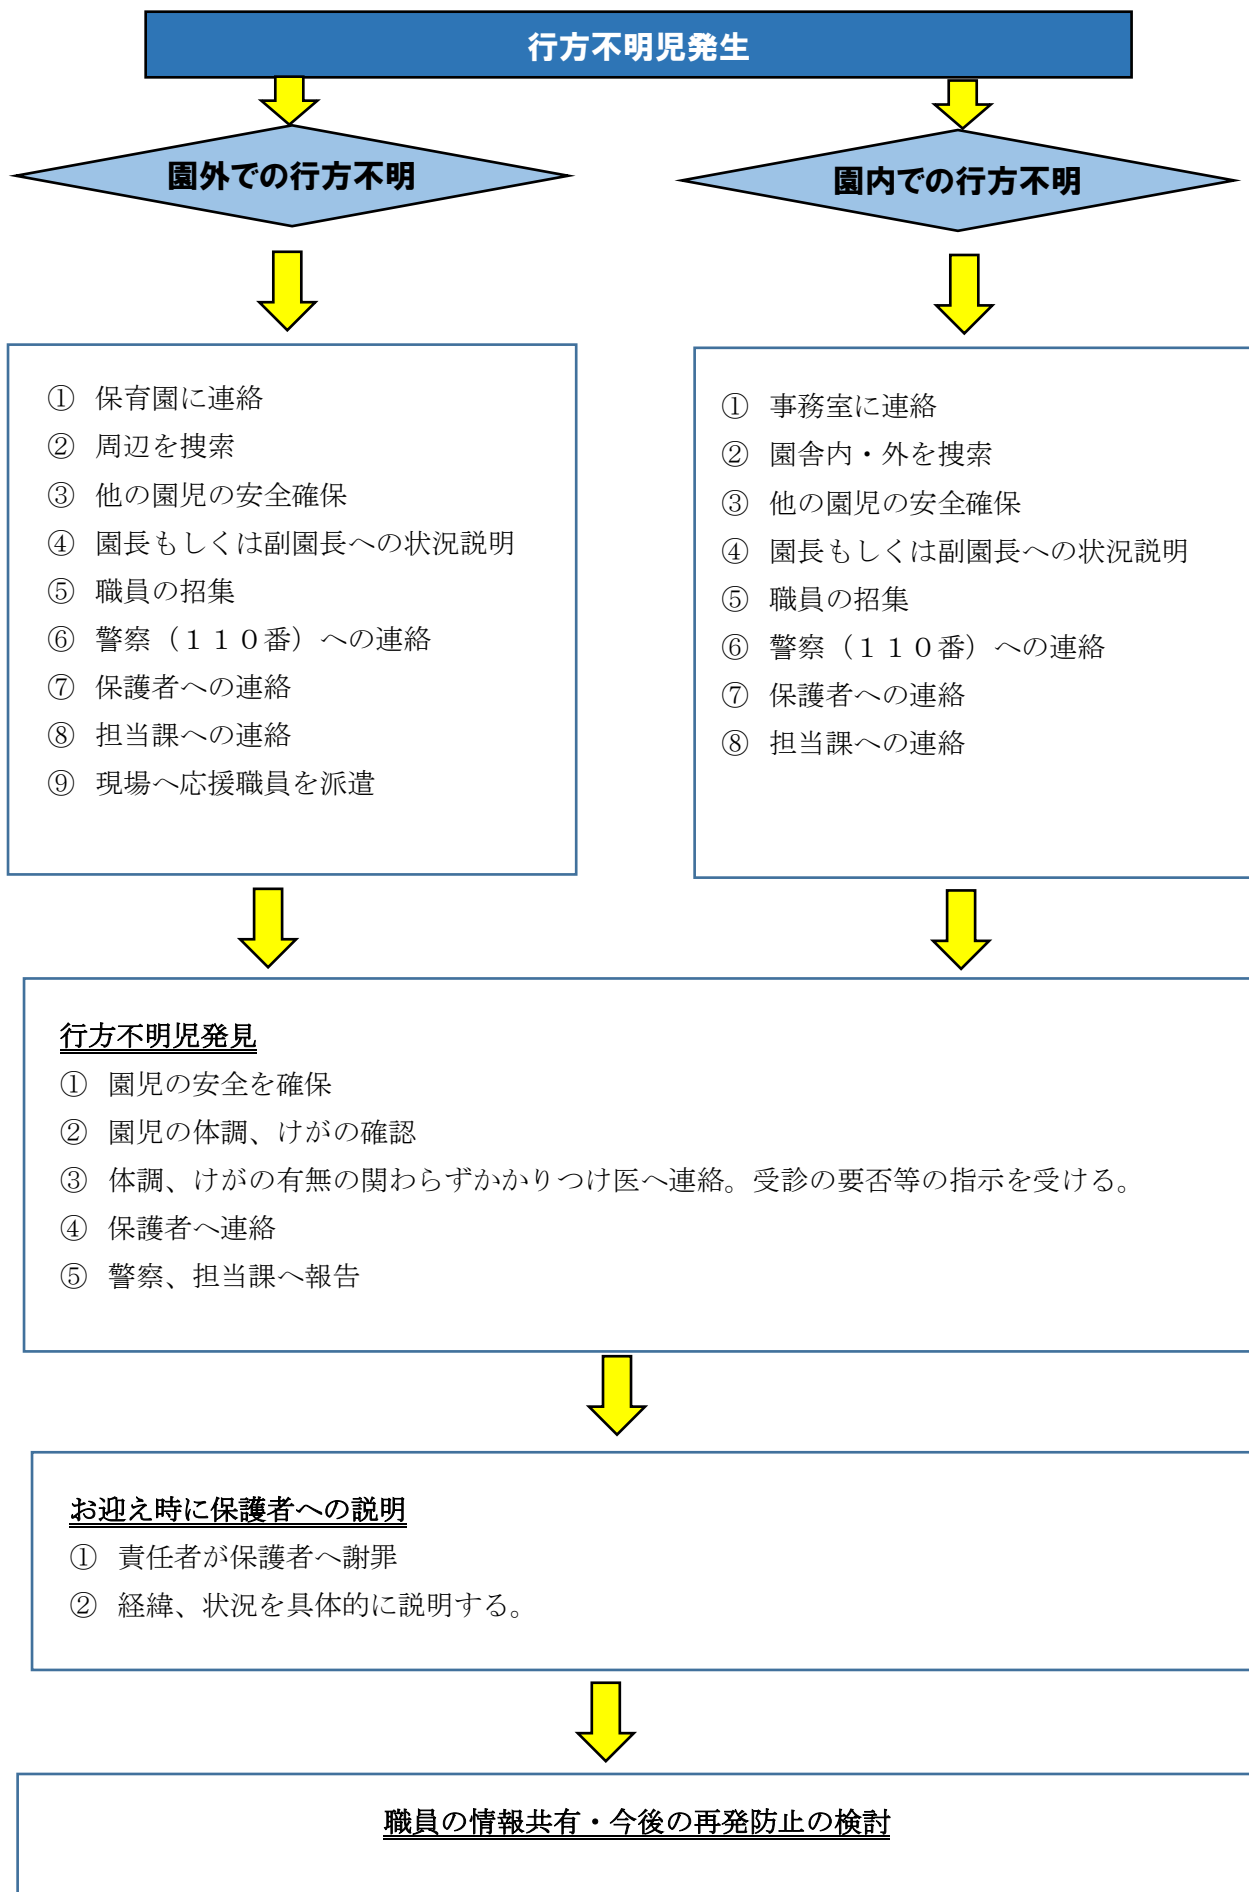 行方不明児発生
園外での行方不明
園内での行方不明
① 保育園に連絡
② 周辺を捜索
③ 他の園児の安全確保
④ 園長もしくは副園長への状況説明
⑤ 職員の招集
⑥ 警察（１１０番）への連絡
⑦ 保護者への連絡
⑧ 担当課への連絡
⑨ 現場へ応援職員を派遣
① 事務室に連絡
② 園舎内・外を捜索
③ 他の園児の安全確保
④ 園長もしくは副園長への状況説明
⑤ 職員の招集
⑥ 警察（１１０番）への連絡
⑦ 保護者への連絡
⑧ 担当課への連絡
行方不明児発見
① 園児の安全を確保
② 園児の体調、けがの確認
③ 体調、けがの有無の関わらずかかりつけ医へ連絡。受診の要否等の指示を受ける。
④ 保護者へ連絡
⑤ 警察、担当課へ報告
お迎え時に保護者への説明
① 責任者が保護者へ謝罪
② 経緯、状況を具体的に説明する。
職員の情報共有・今後の再発防止の検討